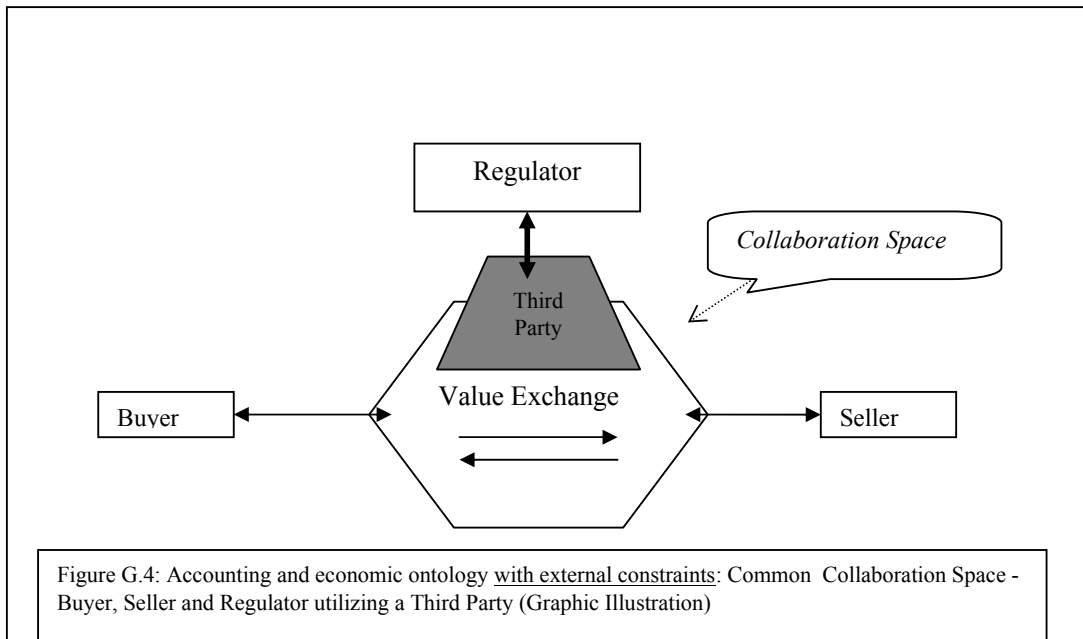 Regulator
Collaboration Space
Third
Party
Value Exchange
Buyer
Seller
Figure G.4: Accounting and economic ontology with external constraints: Common Collaboration Space -
Buyer, Seller and Regulator utilizing a Third Party (Graphic Illustration)